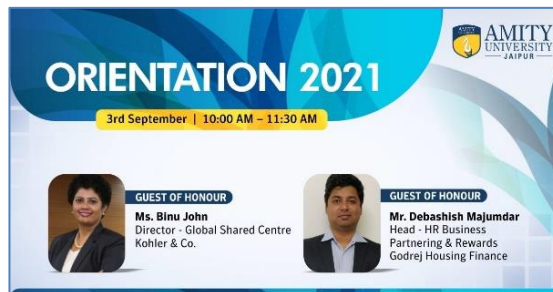 AMITY
UNIVERSITY
JAIPUR
ORIENTATION 2021
3rd September | 10:00 AM – 11:30 AM
GUEST OF HONOUR
Ms. Binu John
Director - Global Shared Centre
Kohler & Co.
GUEST OF HONOUR
Mr. Debashish Majumdar
Head - HR Business
Partnering & Rewards
Godrej Housing Finance